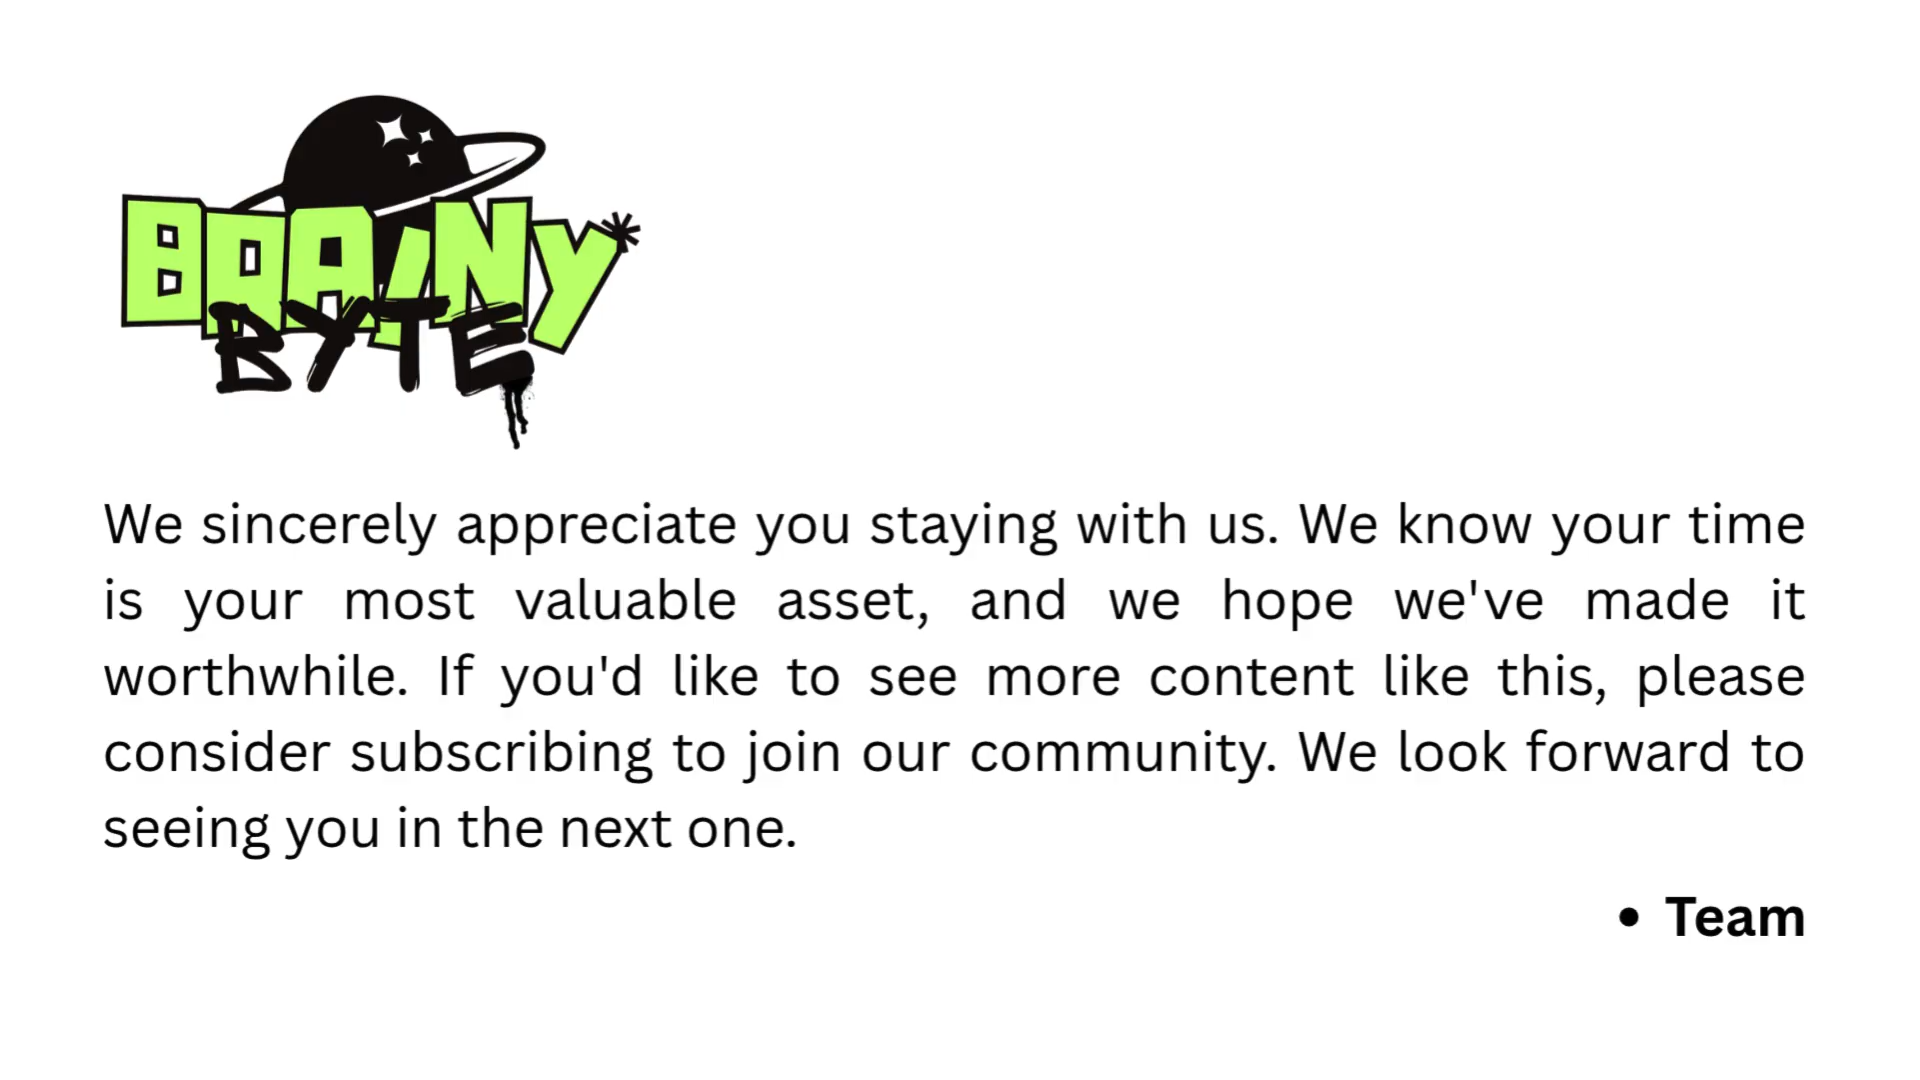 BRAINY
BYTE
We sincerely appreciate you staying with us. We know your time
is your most valuable asset, and we hope we've made it
worthwhile. If you'd like to see more content like this, please
consider subscribing to join our community. We look forward to
seeing you in the next one.
• Team